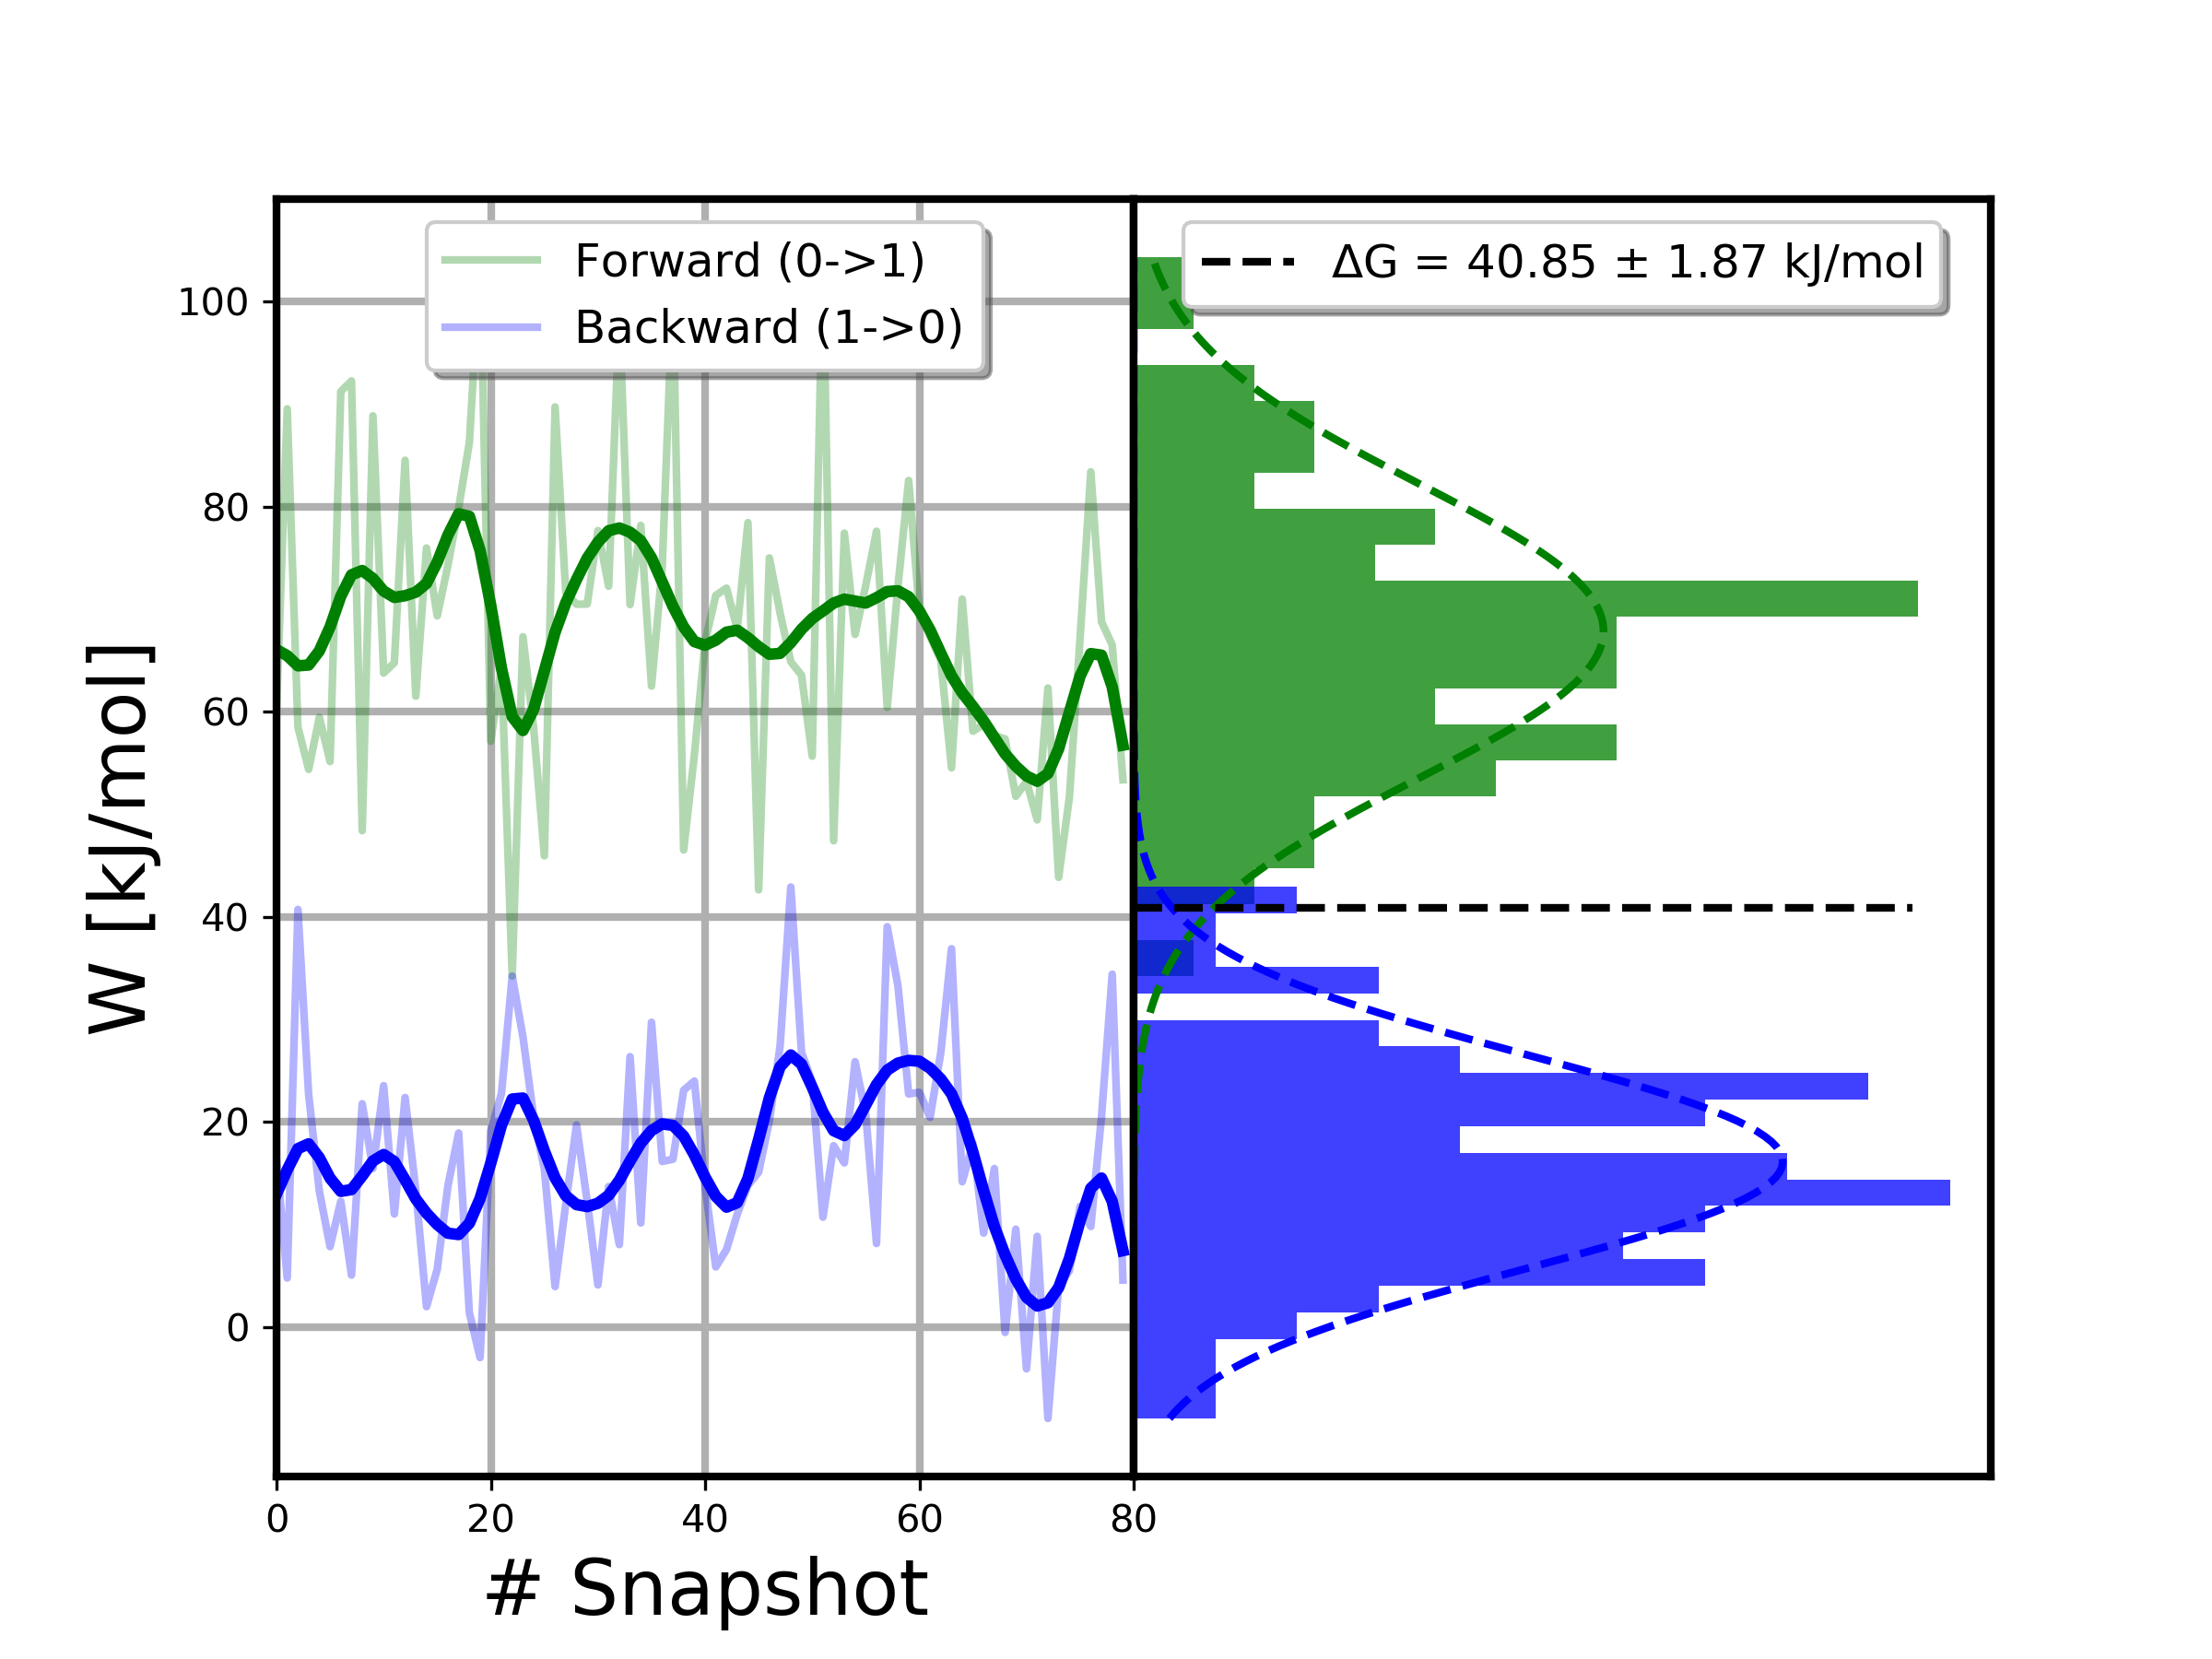 Forward (0->1)
Backward (1->0)
ΔG = 40.85 ± 1.87 kJ/mol
100
80
60
40
20
0
W [kJ/mol]
0 20 40 60 80
# Snapshot